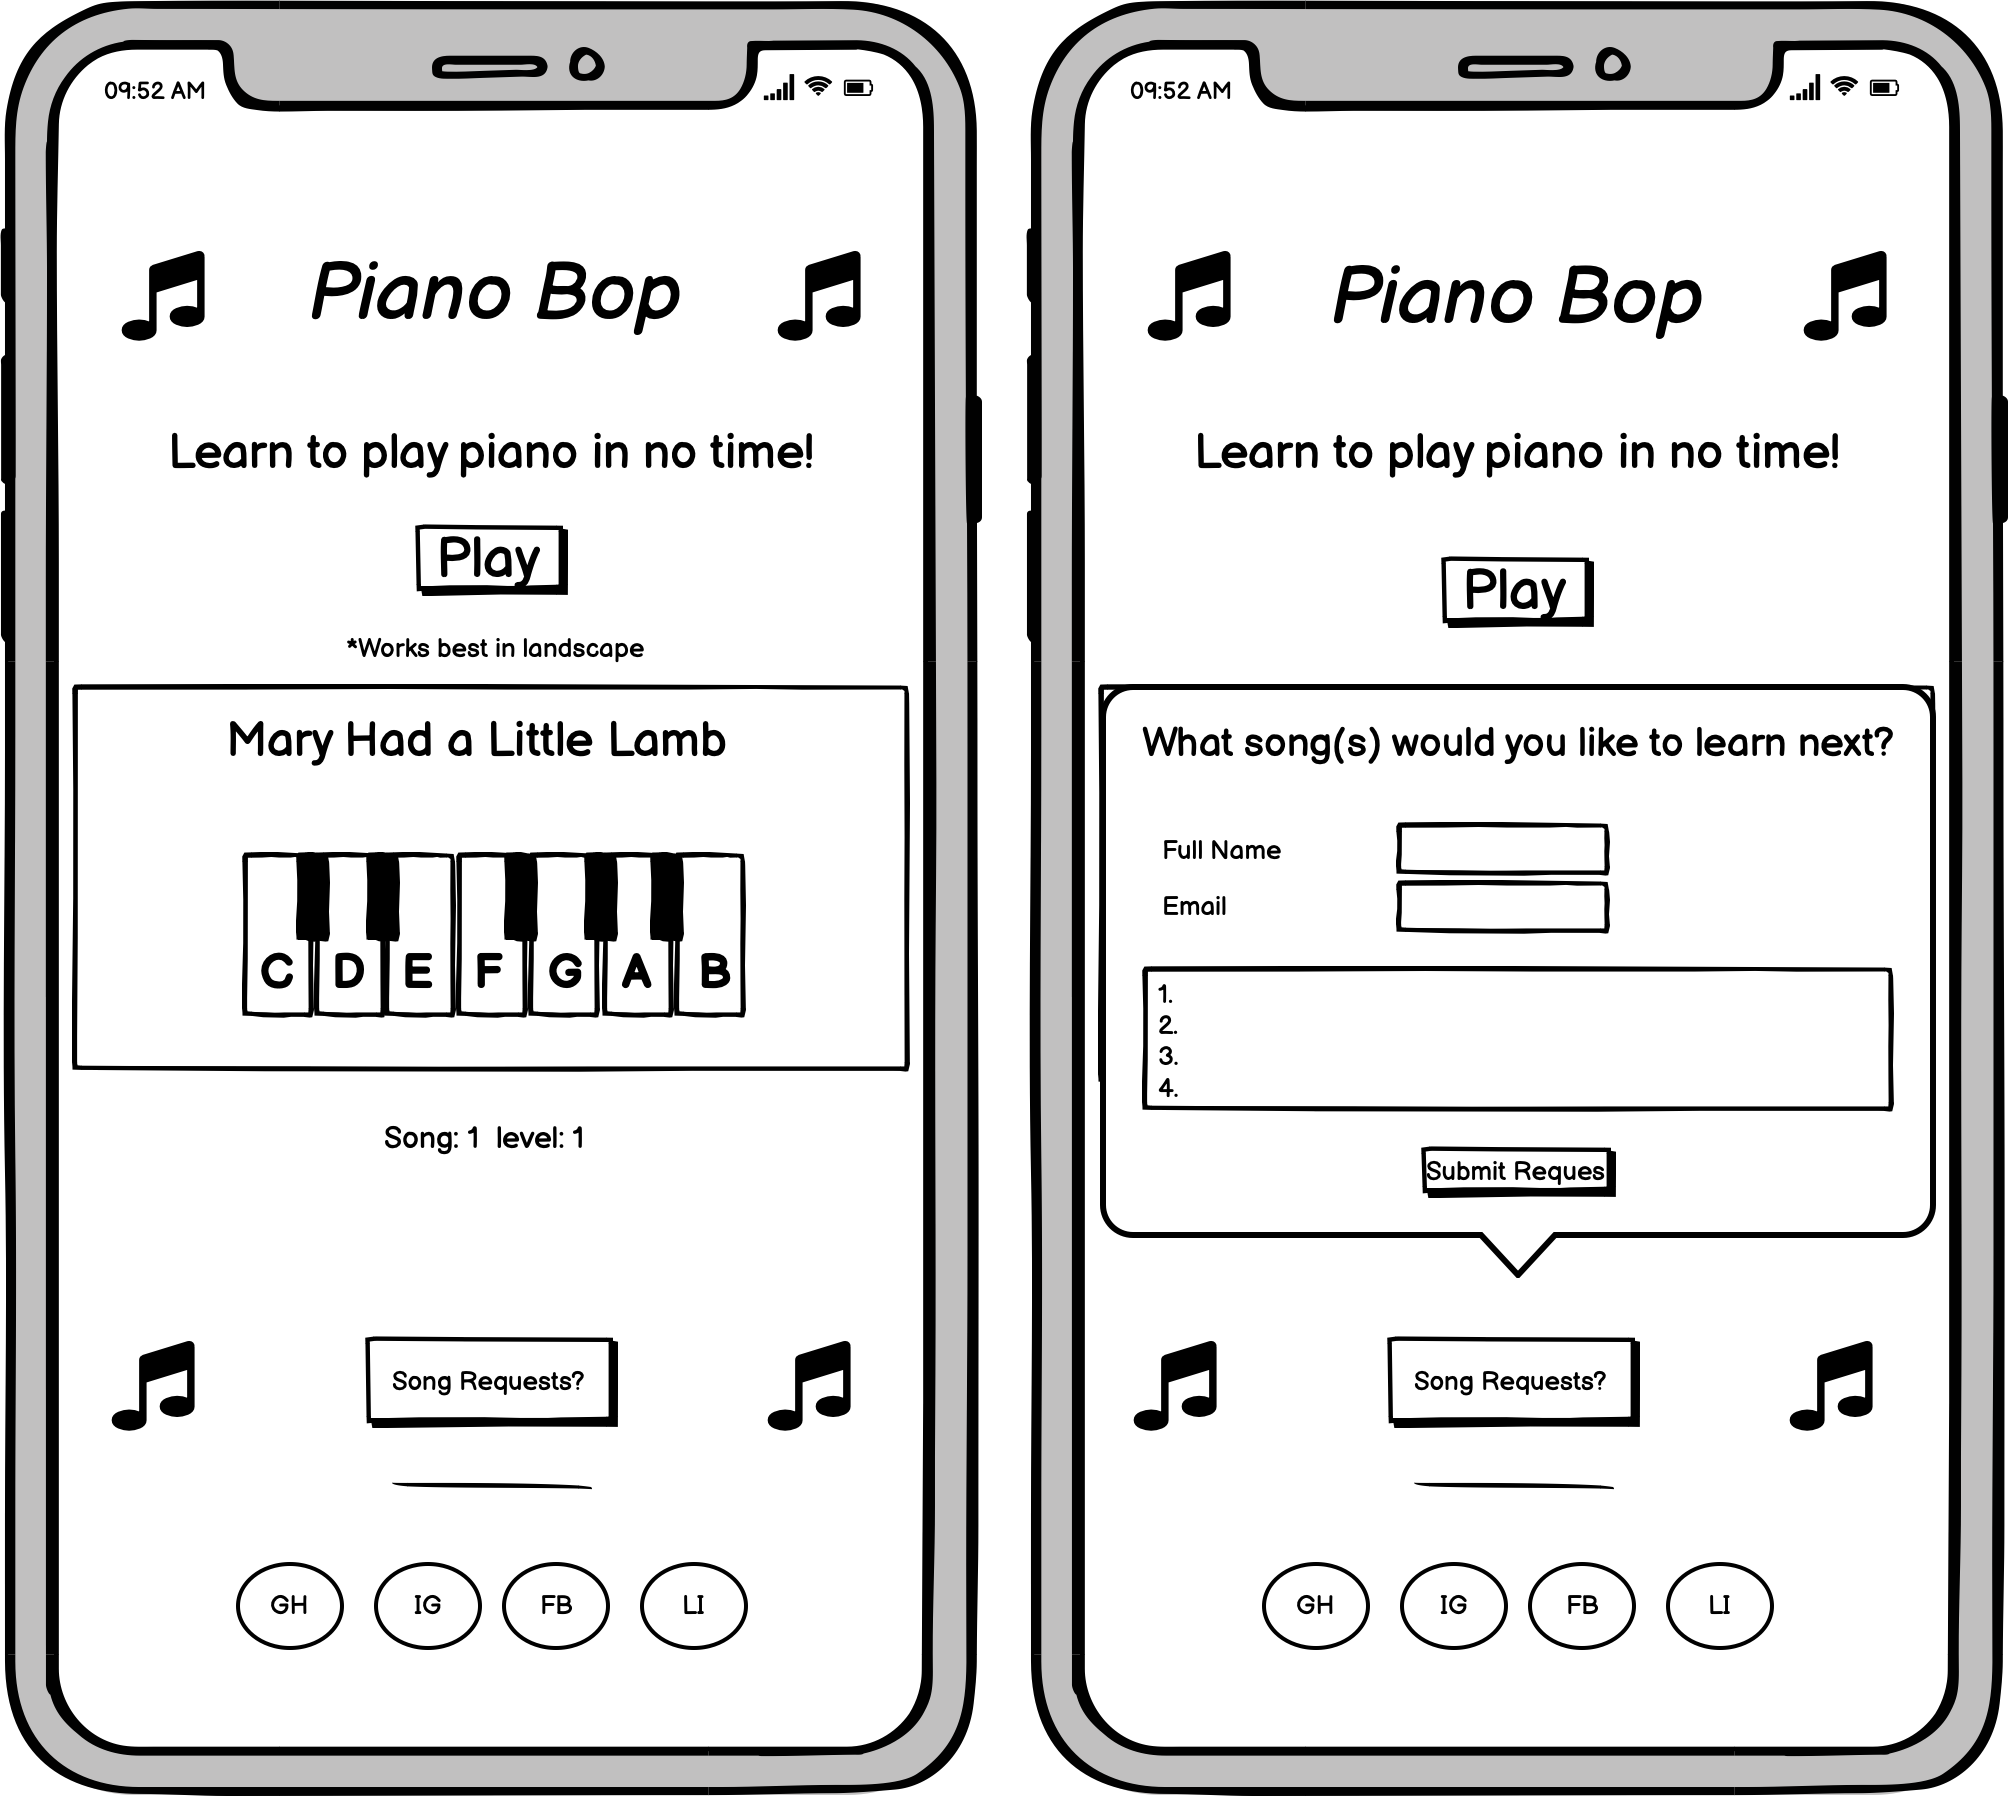 09:52 AM
Piano Bop
Learn to play piano in no time!
Play
*Works best in landscape
Mary Had a Little Lamb
C D E F G A B
Song: 1 level: 1
Song Requests?
GH IG FB LI
09:52 AM
Piano Bop
Learn to play piano in no time!
Play
What song(s) would you like to learn next?
Full Name
Email
1.
2.
3.
4.
Submit Reques
Song Requests?
GH IG FB LI